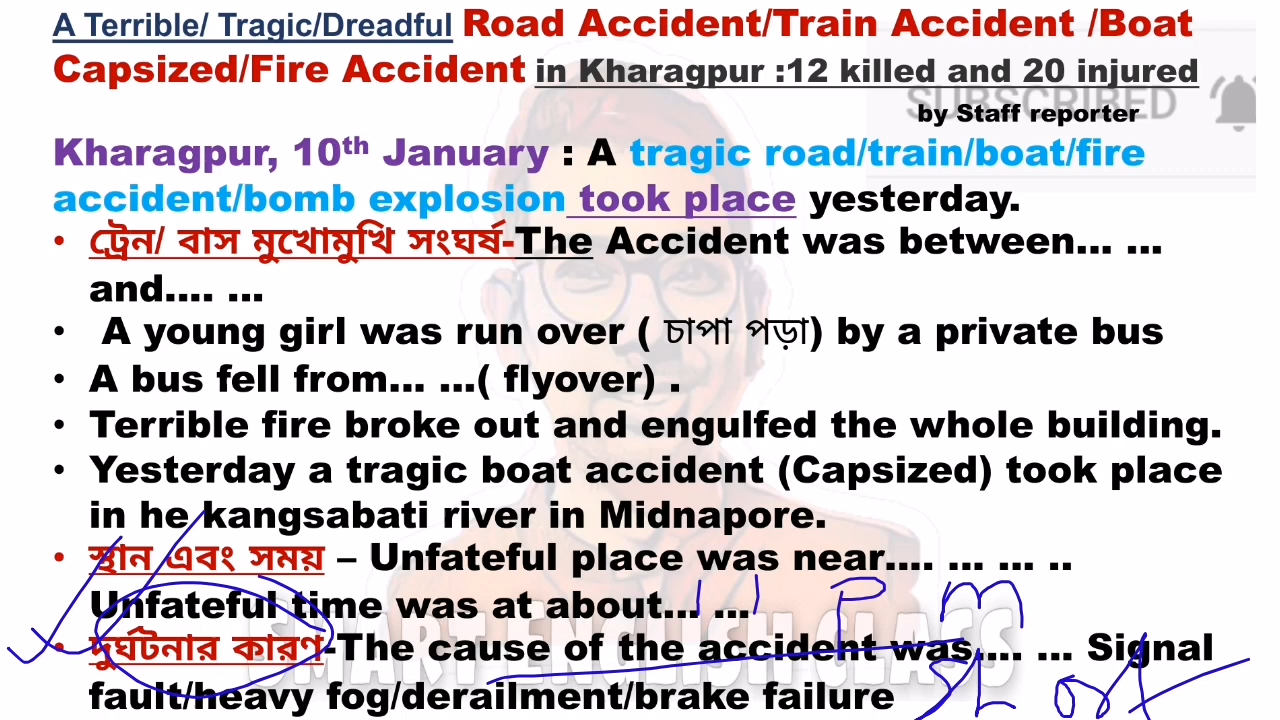 A Terrible/ Tragic/Dreadful Road Accident/Train Accident /Boat
Capsized/Fire Accident in Kharagpur :12 killed and 20 injured
SUBSCRIBED
by Staff reporter
Kharagpur, 10th January : A tragic road/train/boat/fire
accident/bomb explosion took place yesterday.
• ট্রেন/ বাস মুখোমুখি সংঘর্ষ-The Accident was between... ...
and.... ...
• A young girl was run over ( চাপা পড়া) by a private bus
• A bus fell from... ...( flyover) .
• Terrible fire broke out and engulfed the whole building.
• Yesterday a tragic boat accident (Capsized) took place
in he kangsabati river in Midnapore.
• স্থান এবং সময় – Unfateful place was near.... ... ... ..
Unfateful time was at about... ... 11 P m
SMART ENGLISH CLASS
• দুর্ঘটনার কারণ-The cause of the accident was.... ... Signal
fault/heavy fog/derailment/brake failure